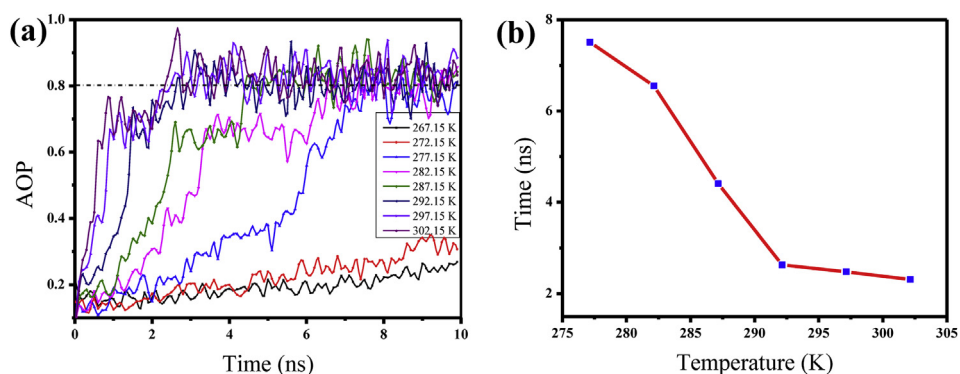 (a)
AOP
1.0
0.8
0.6
0.4
0.2
267.15 K
272.15 K
277.15 K
282.15 K
287.15 K
292.15 K
297.15 K
302.15 K
0 2 4 6 8 10
Time (ns)
(b)
Time (ns)
8
6
4
2
275 280 285 290 295 300 305
Temperature (K)